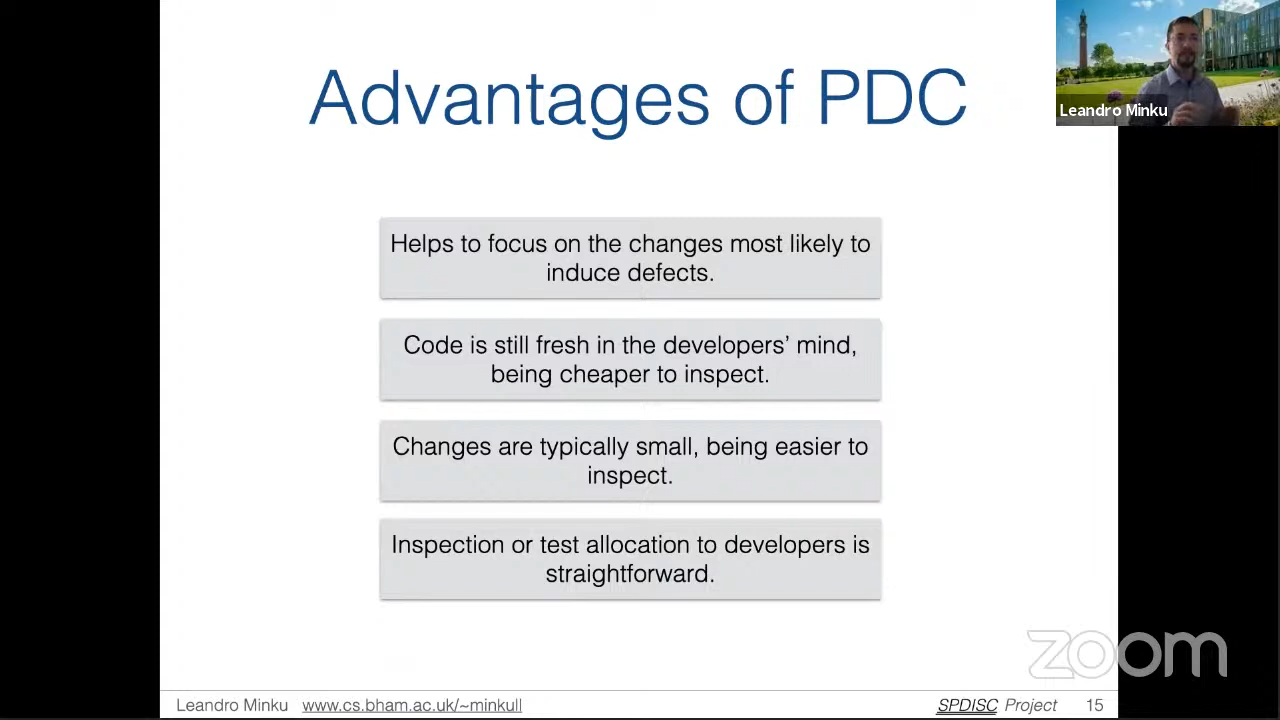 Advantages of PDC
Leandro Minku
Helps to focus on the changes most likely to
induce defects.
Code is still fresh in the developers’ mind,
being cheaper to inspect.
Changes are typically small, being easier to
inspect.
Inspection or test allocation to developers is
straightforward.
zoom
Leandro Minku www.cs.bham.ac.uk/~minkull
SPDISC Project 15